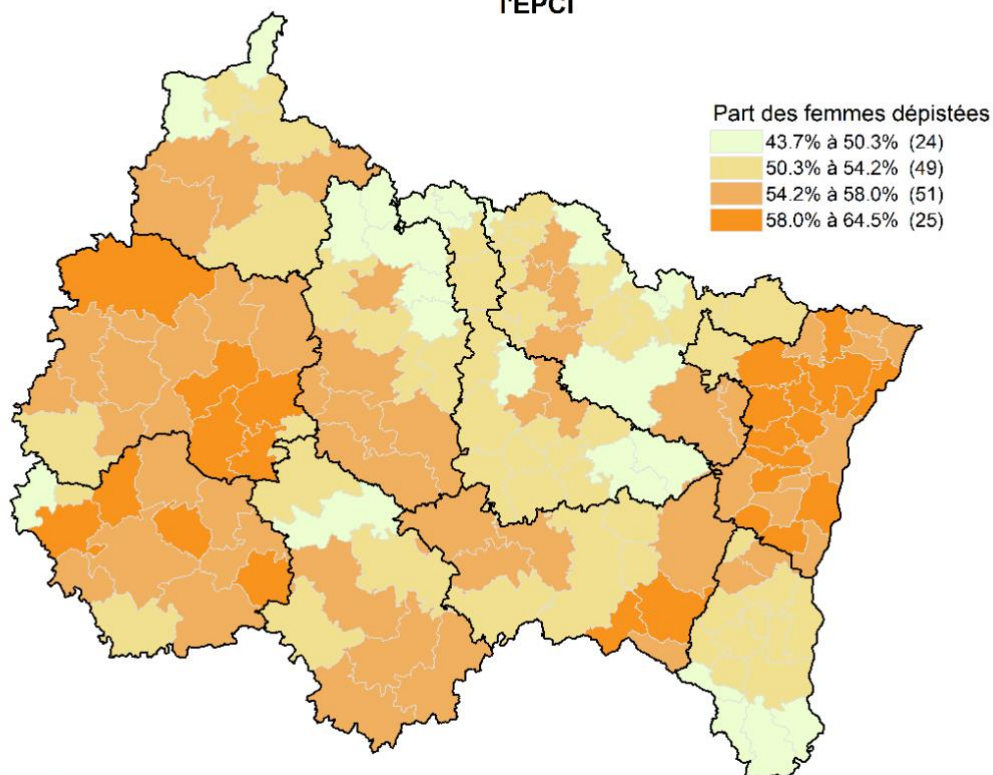 l'EPCI
Part des femmes dépistées
43.7% à 50.3% (24)
50.3% à 54.2% (49)
54.2% à 58.0% (51)
58.0% à 64.5% (25)